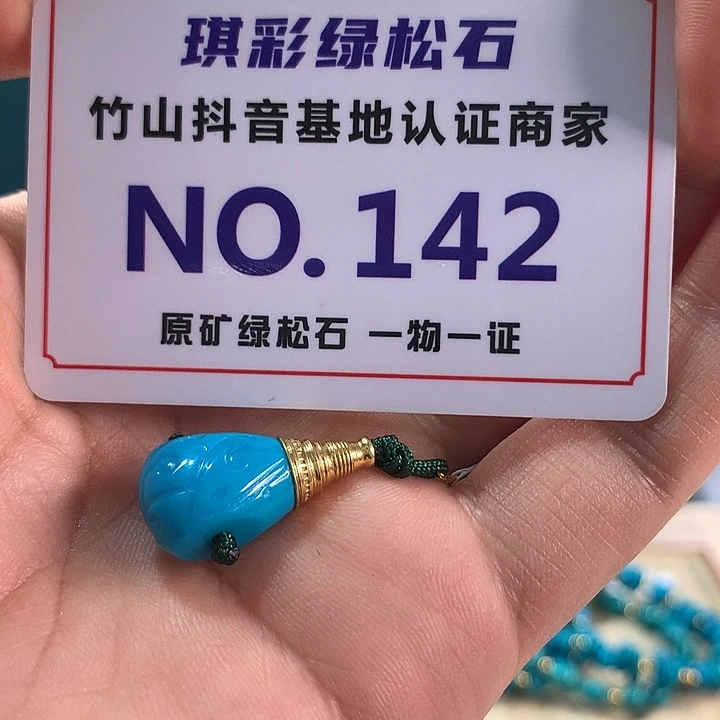 琪彩绿松石
竹山抖音基地认证商家
NO.142
原矿绿松石 一物一证